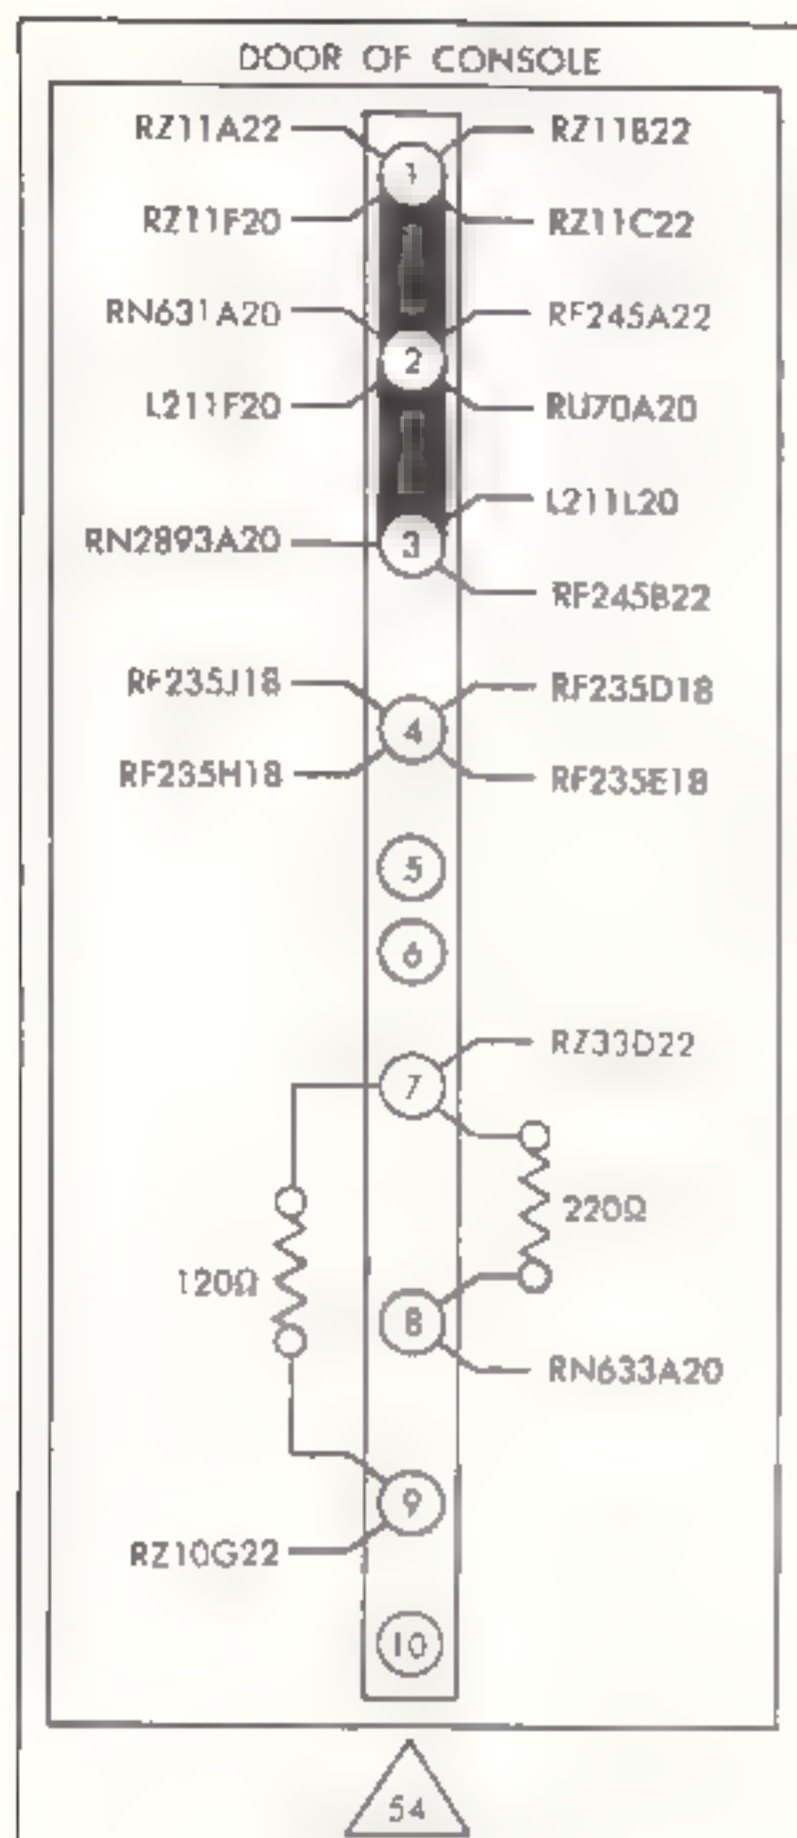 DOOR OF CONSOLE
RZ11A22
RZ11B22
1
RZ11F20
RZ11C22
RN631A20
RF245A22
2
L211F20
RU70A20
L211L20
RN2893A20
3
RF245B22
RF235J18
RF235D18
4
RF235H18
RF235E18
5
6
RZ33D22
7
220Ω
120Ω
8
RN633A20
9
RZ10G22
10
54